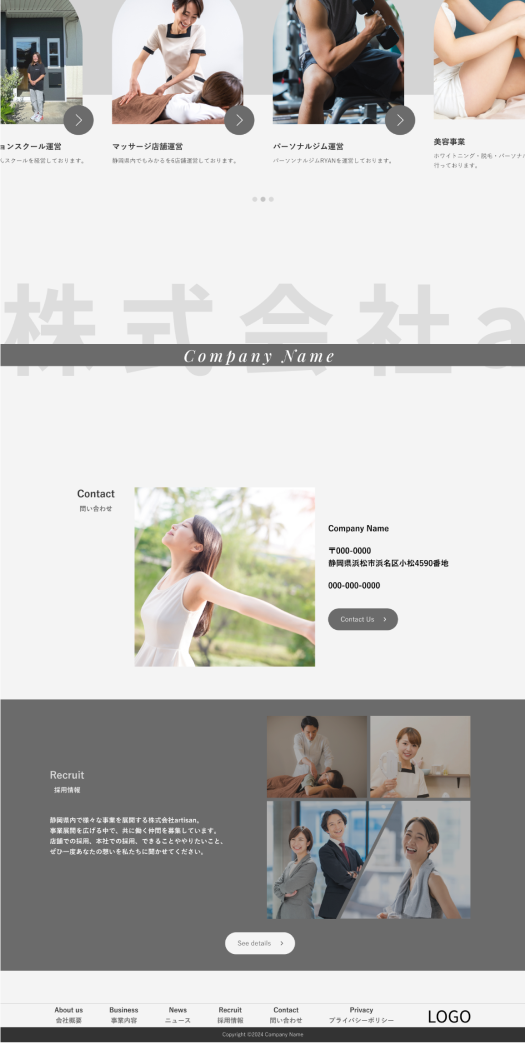 ョンスクール運営
マッサージ店舗運営
パーソナルジム運営
美容事業
ルスクールを経営しております。
静岡県内でもみかるを6店舗運営しております。
パーソンナルジムRYANを運営しております。
ホワイトニング・脱毛・パーソナ
行っております。
株式会社a
Company Name
Contact
問い合わせ
Company Name
〒000-0000
静岡県浜松市浜名区小松4590番地
000-000-0000
Contact Us
Recruit
採用情報
静岡県内で様々な事業を展開する株式会社artisan。
事業展開を広げる中で、共に働く仲間を募集しています。
店舗での採用、本社での採用、できることややりたいこと、
ぜひ一度あなたの想いを私たちに聞かせてください。
See details
About us Business News Recruit Contact Privacy
会社概要 事業内容 ニュース 採用情報 問い合わせ プライバシーポリシー
LOGO
Copyright ©2024 Company Name